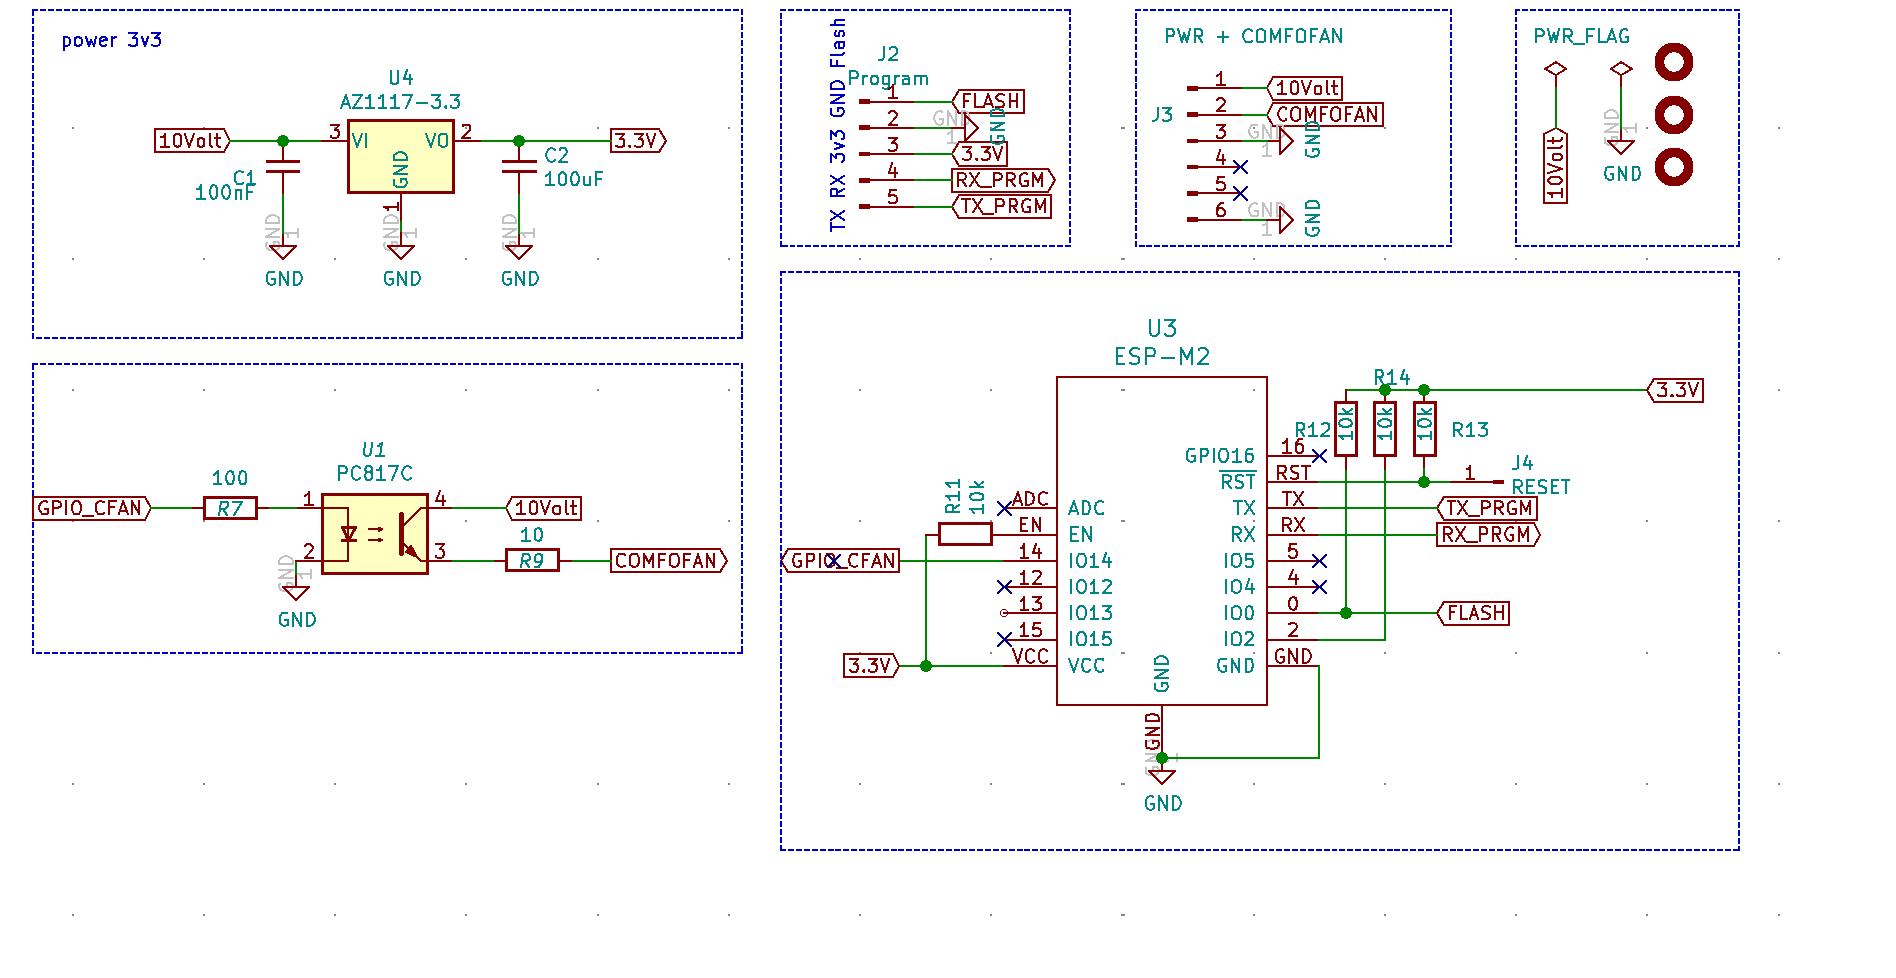 power 3v3
U4
AZ1117-3.3
10Volt
3
VI
VO
2
3.3V
GND
1
C1
100nF
C2
100uF
GND
1
GND
1
GND
1
GND
GND
GND
TX RX 3v3 GND Flash
J2
Program
1
FLASH
2
GND
1
GND
3
3.3V
4
RX_PRGM
5
TX_PRGM
PWR + COMFOFAN
J3
1
10Volt
2
COMFOFAN
3
GND
1
GND
4
5
6
GND
1
GND
PWR_FLAG
10Volt
GND
1
GND
U1
PC817C
GPIO_CFAN
100
R7
1
4
10Volt
2
3
10
R9
COMFOFAN
GND
1
GND
U3
ESP-M2
R14
3.3V
R12
10k
10k
10k
R13
GPIO16
16
RST
RST
1
J4
RESET
R11
10k
ADC
ADC
TX
TX
TX_PRGM
EN
EN
RX
RX
RX_PRGM
GPIO_CFAN
14
IO14
IO5
5
12
IO12
IO4
4
13
IO13
IO0
0
FLASH
15
IO15
IO2
2
3.3V
VCC
VCC
GND
GND
GND
GND
GND
1
GND